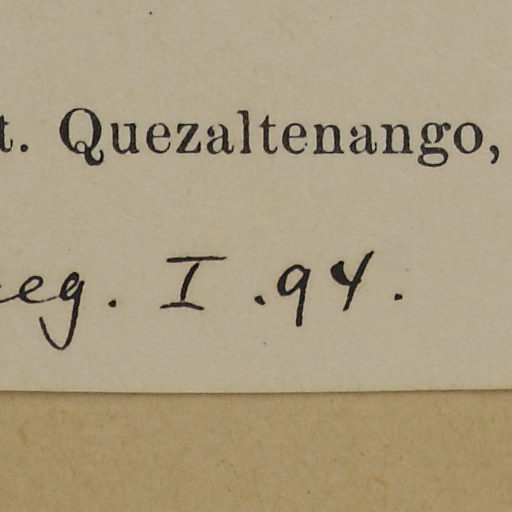 t. Quezaltenango,
eg. I .94.